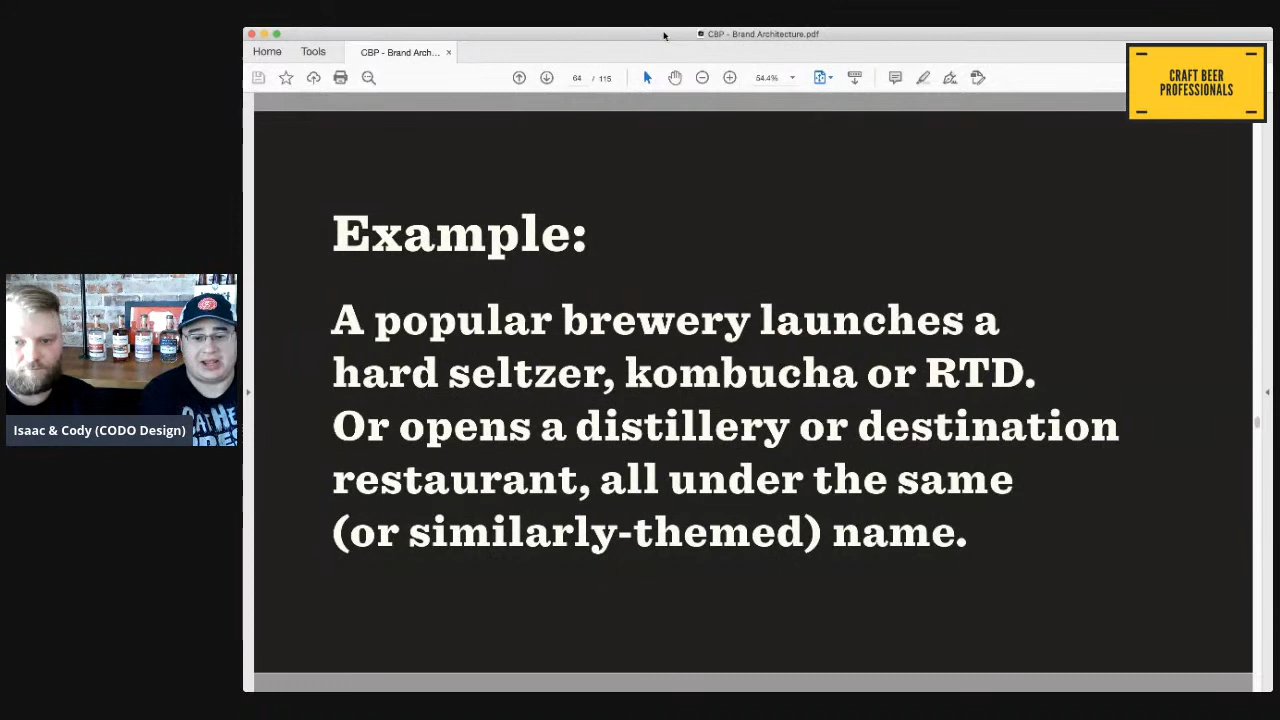 CBP - Brand Architecture.pdf
Home
Tools
CBP - Brand Arch...
64 / 115
54.4%
CRAFT BEER
PROFESSIONALS
Example:
A popular brewery launches a
hard seltzer, kombucha or RTD.
Or opens a distillery or destination
restaurant, all under the same
(or similarly-themed) name.
Isaac & Cody (CODO Design)